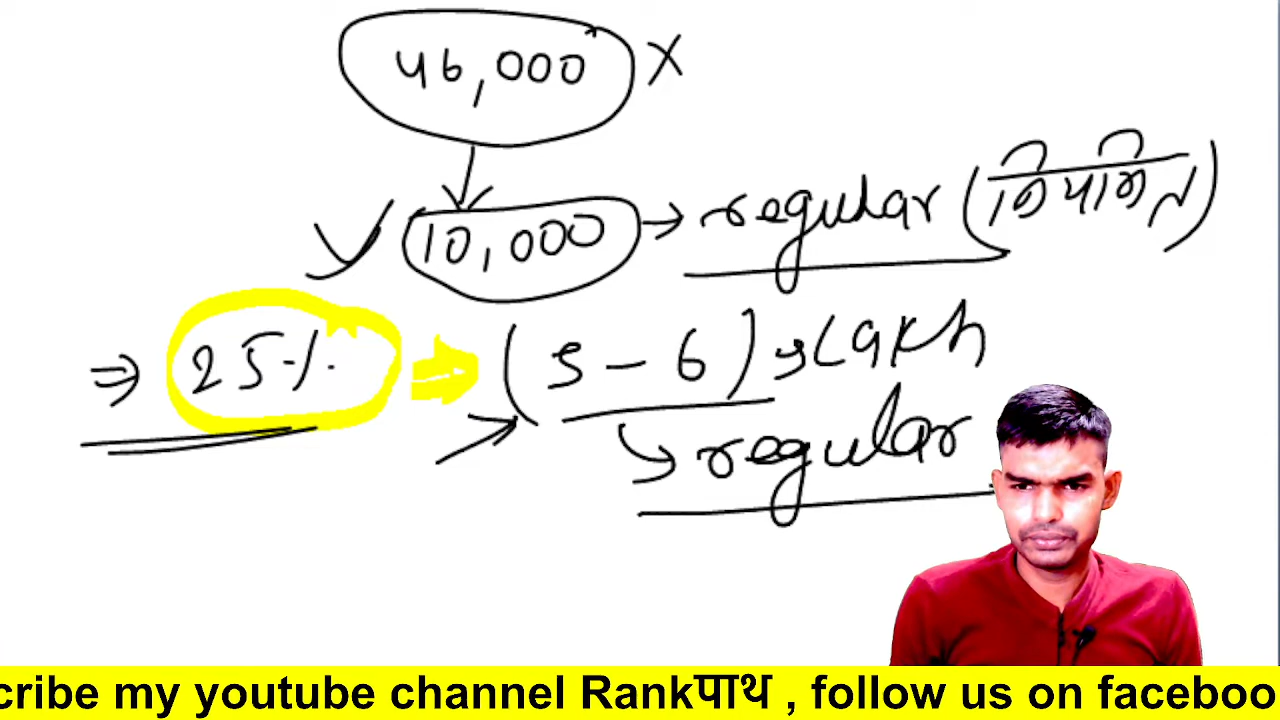 46,000 ×
✓ 10,000 → regular (नियमित)
⇒ 25% ⇒ (5 - 6) → Lakh
↳ regular
cribe my youtube channel Rankपाथ , follow us on faceboo